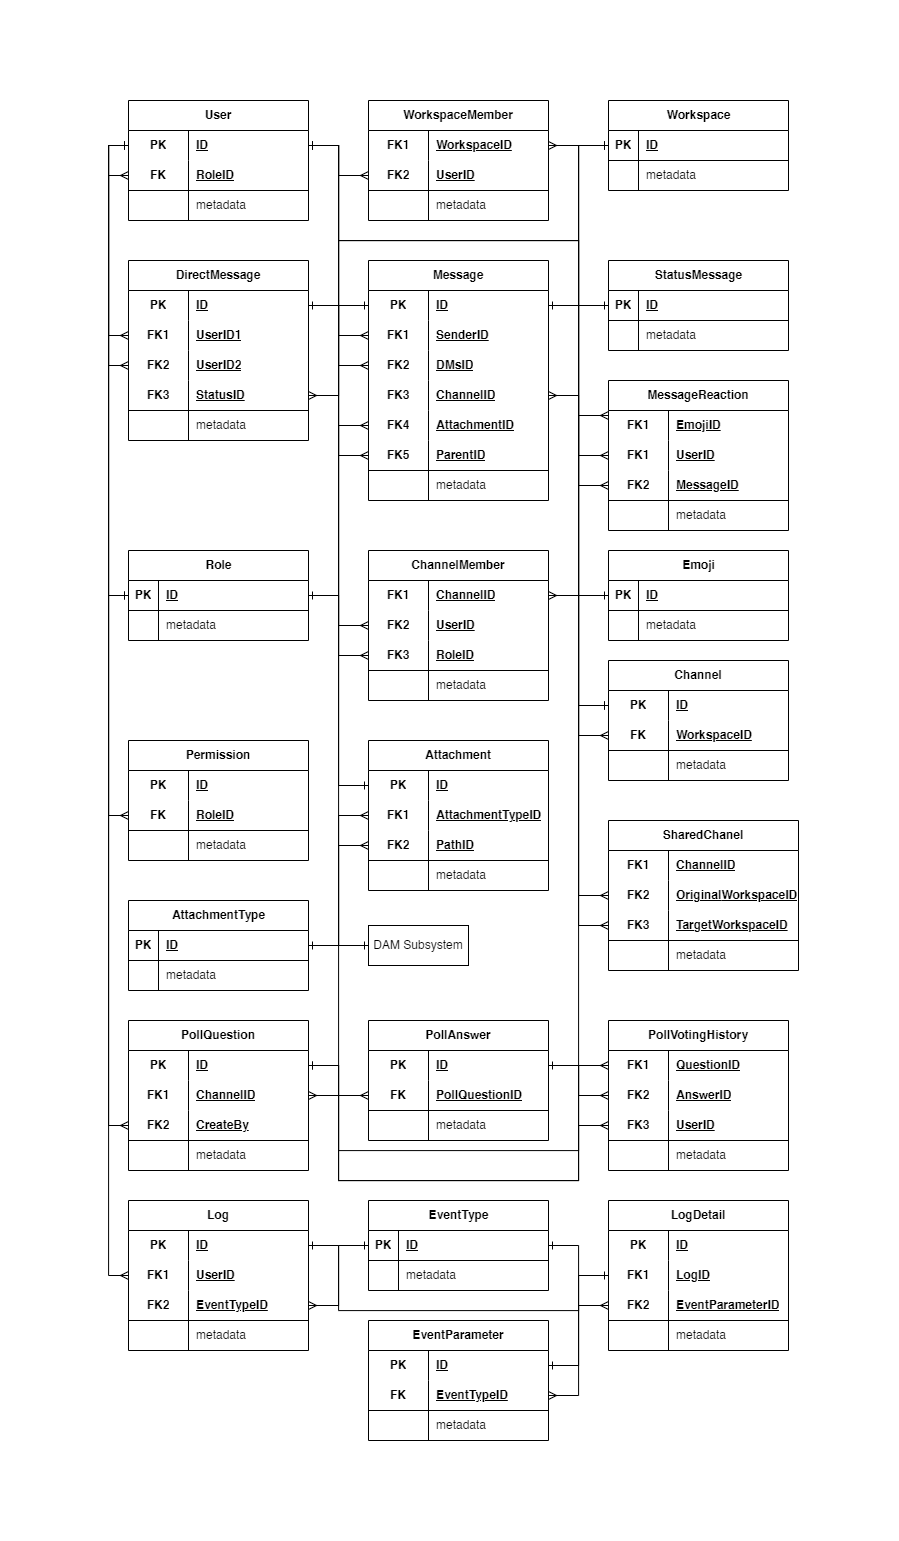 User
PK ID
FK RoleID
metadata
WorkspaceMember
FK1 WorkspaceID
FK2 UserID
metadata
Workspace
PK ID
metadata
DirectMessage
PK ID
FK1 UserID1
FK2 UserID2
FK3 StatusID
metadata
Message
PK ID
FK1 SenderID
FK2 DMsID
FK3 ChannelID
FK4 AttachmentID
FK5 ParentID
metadata
StatusMessage
PK ID
metadata
MessageReaction
FK1 EmojiID
FK1 UserID
FK2 MessageID
metadata
Role
PK ID
metadata
ChannelMember
FK1 ChannelID
FK2 UserID
FK3 RoleID
metadata
Emoji
PK ID
metadata
Channel
PK ID
FK WorkspaceID
metadata
Permission
PK ID
FK RoleID
metadata
Attachment
PK ID
FK1 AttachmentTypeID
FK2 PathID
metadata
SharedChanel
FK1 ChannelID
FK2 OriginalWorkspaceID
FK3 TargetWorkspaceID
metadata
AttachmentType
PK ID
metadata
DAM Subsystem
PollQuestion
PK ID
FK1 ChannelID
FK2 CreateBy
metadata
PollAnswer
PK ID
FK PollQuestionID
metadata
PollVotingHistory
FK1 QuestionID
FK2 AnswerID
FK3 UserID
metadata
Log
PK ID
FK1 UserID
FK2 EventTypeID
metadata
EventType
PK ID
metadata
LogDetail
PK ID
FK1 LogID
FK2 EventParameterID
metadata
EventParameter
PK ID
FK EventTypeID
metadata